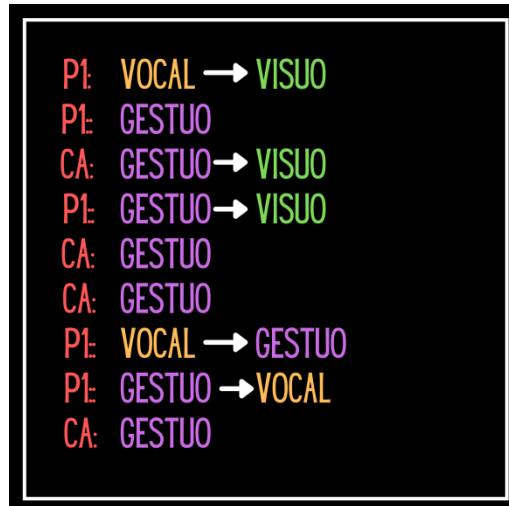 P1: VOCAL → VISUO
P1:: GESTUO
CA: GESTUO → VISUO
P1:: GESTUO → VISUO
CA: GESTUO
CA: GESTUO
P1:: VOCAL → GESTUO
P1:: GESTUO → VOCAL
CA: GESTUO